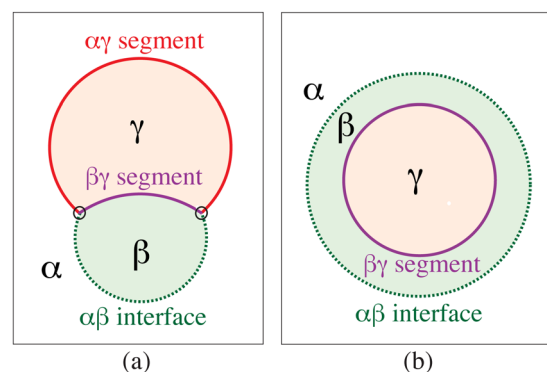 αγ segment
γ
βγ segment
α
β
αβ interface
(a)
α
β
γ
βγ segment
αβ interface
(b)